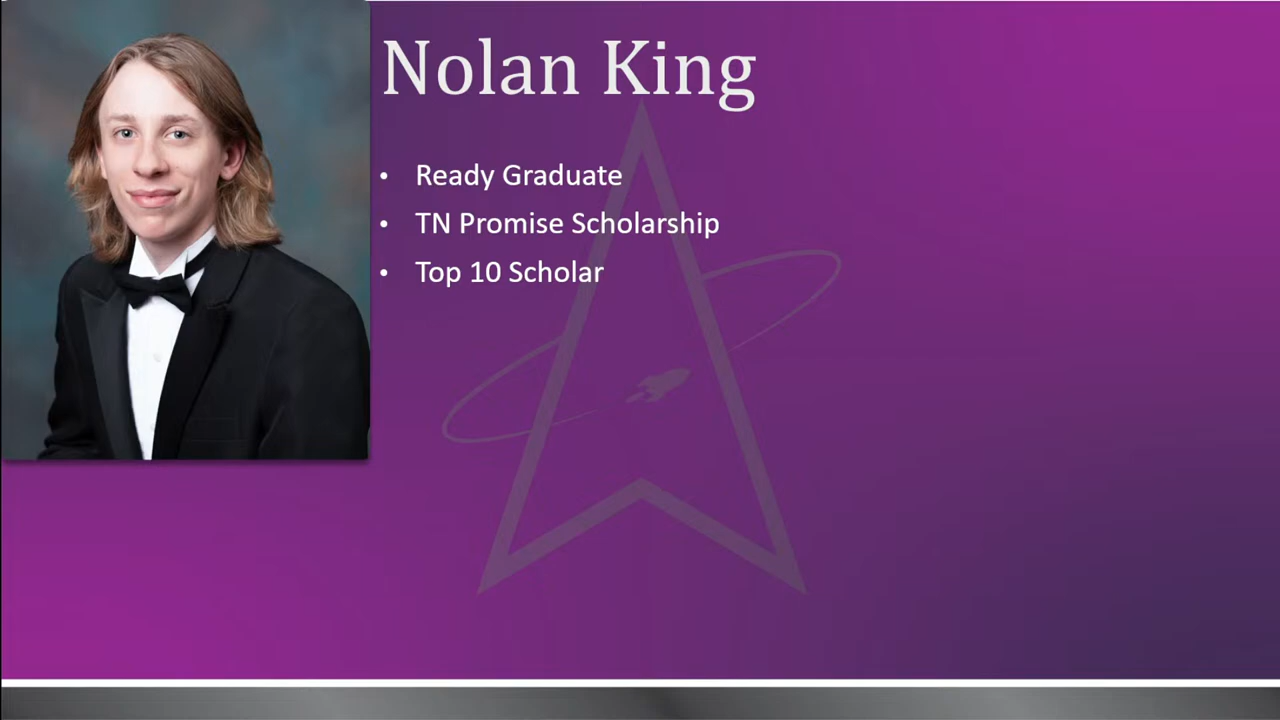 Nolan King
• Ready Graduate
• TN Promise Scholarship
• Top 10 Scholar